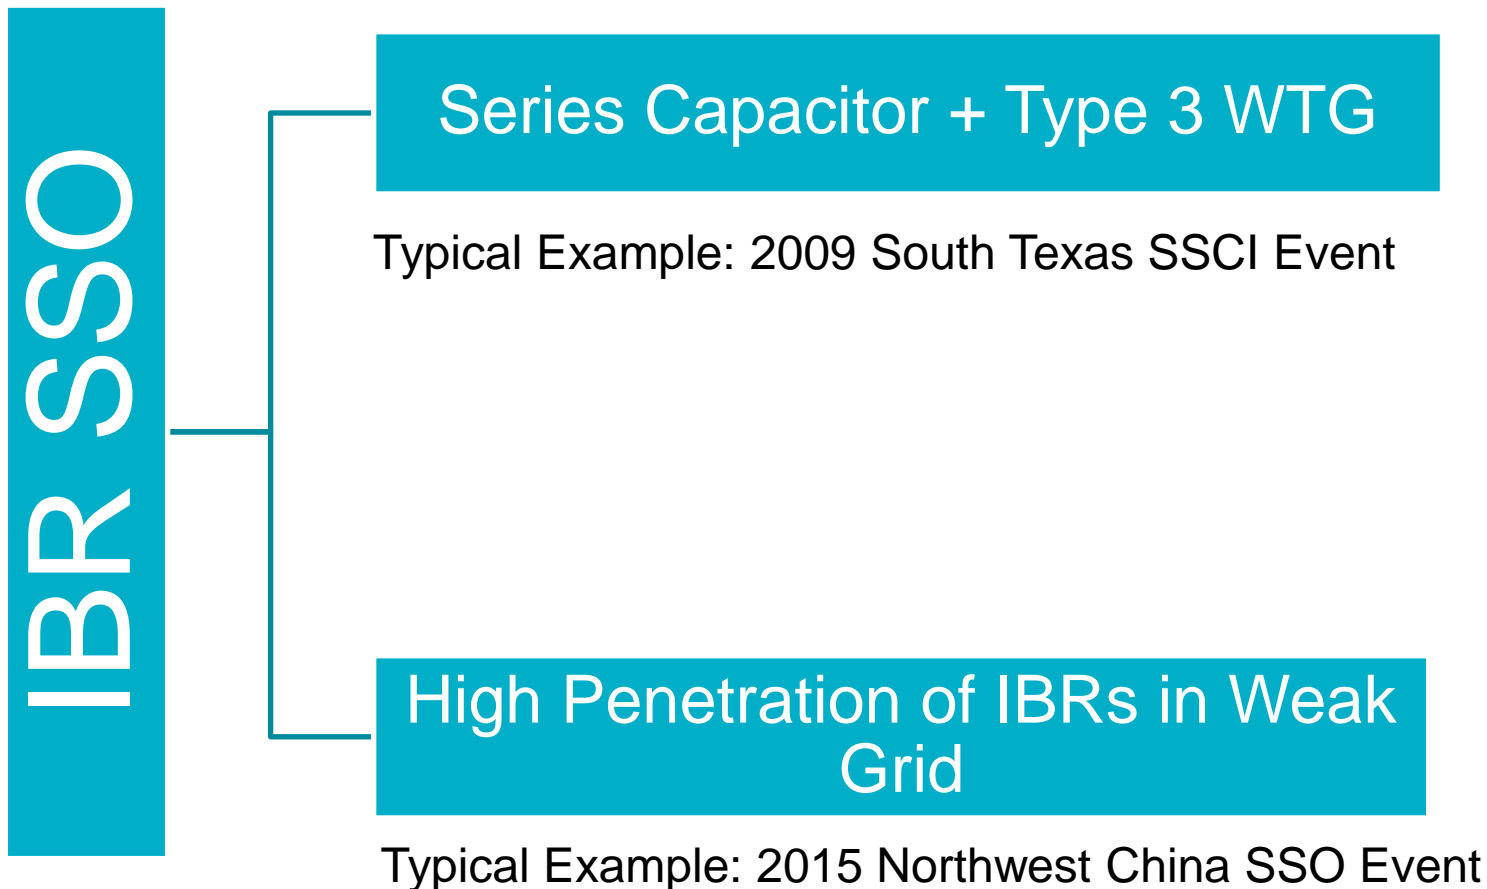 IBR SSO
Series Capacitor + Type 3 WTG
Typical Example: 2009 South Texas SSCI Event
High Penetration of IBRs in Weak
Grid
Typical Example: 2015 Northwest China SSO Event